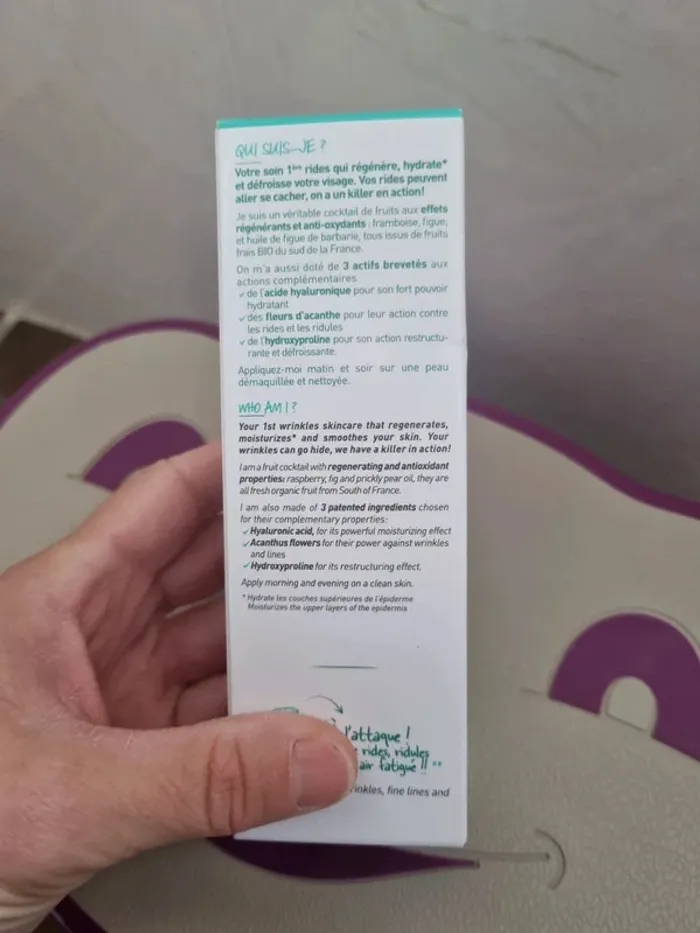 QUI SUIS-JE ?
Votre soin 1ères rides qui régénère, hydrate*
et défroisse votre visage. Vos rides peuvent
aller se cacher, on a un killer en action!
Je suis un véritable cocktail de fruits aux effets
régénérants et anti-oxydants : framboise, figue,
et huile de figue de barbarie, tous issus de fruits
frais BIO du sud de la France.
On m'a aussi doté de 3 actifs brevetés aux
actions complémentaires
✓ de l'acide hyaluronique pour son fort pouvoir
hydratant
✓ des fleurs d'acanthe pour leur action contre
les rides et les ridules
✓ de l'hydroxyproline pour son action restructu-
rante et défroissante.
Appliquez-moi matin et soir sur une peau
démaquillée et nettoyée.
WHO AM I ?
Your 1st wrinkles skincare that regenerates,
moisturizes* and smoothes your skin. Your
wrinkles can go hide, we have a killer in action!
I am a fruit cocktail with regenerating and antioxidant
properties: raspberry, fig and prickly pear oil, they are
all fresh organic fruit from South of France.
I am also made of 3 patented ingredients chosen
for their complementary properties:
✓ Hyaluronic acid, for its powerful moisturizing effect
✓ Acanthus flowers for their power against wrinkles
and lines
✓ Hydroxyproline for its restructuring effect.
Apply morning and evening on a clean skin.
* Hydrate les couches supérieures de l'épiderme
Moisturizes the upper layers of the epidermis
l'attaque !
rides, ridules
air fatigué !! **
fine lines and